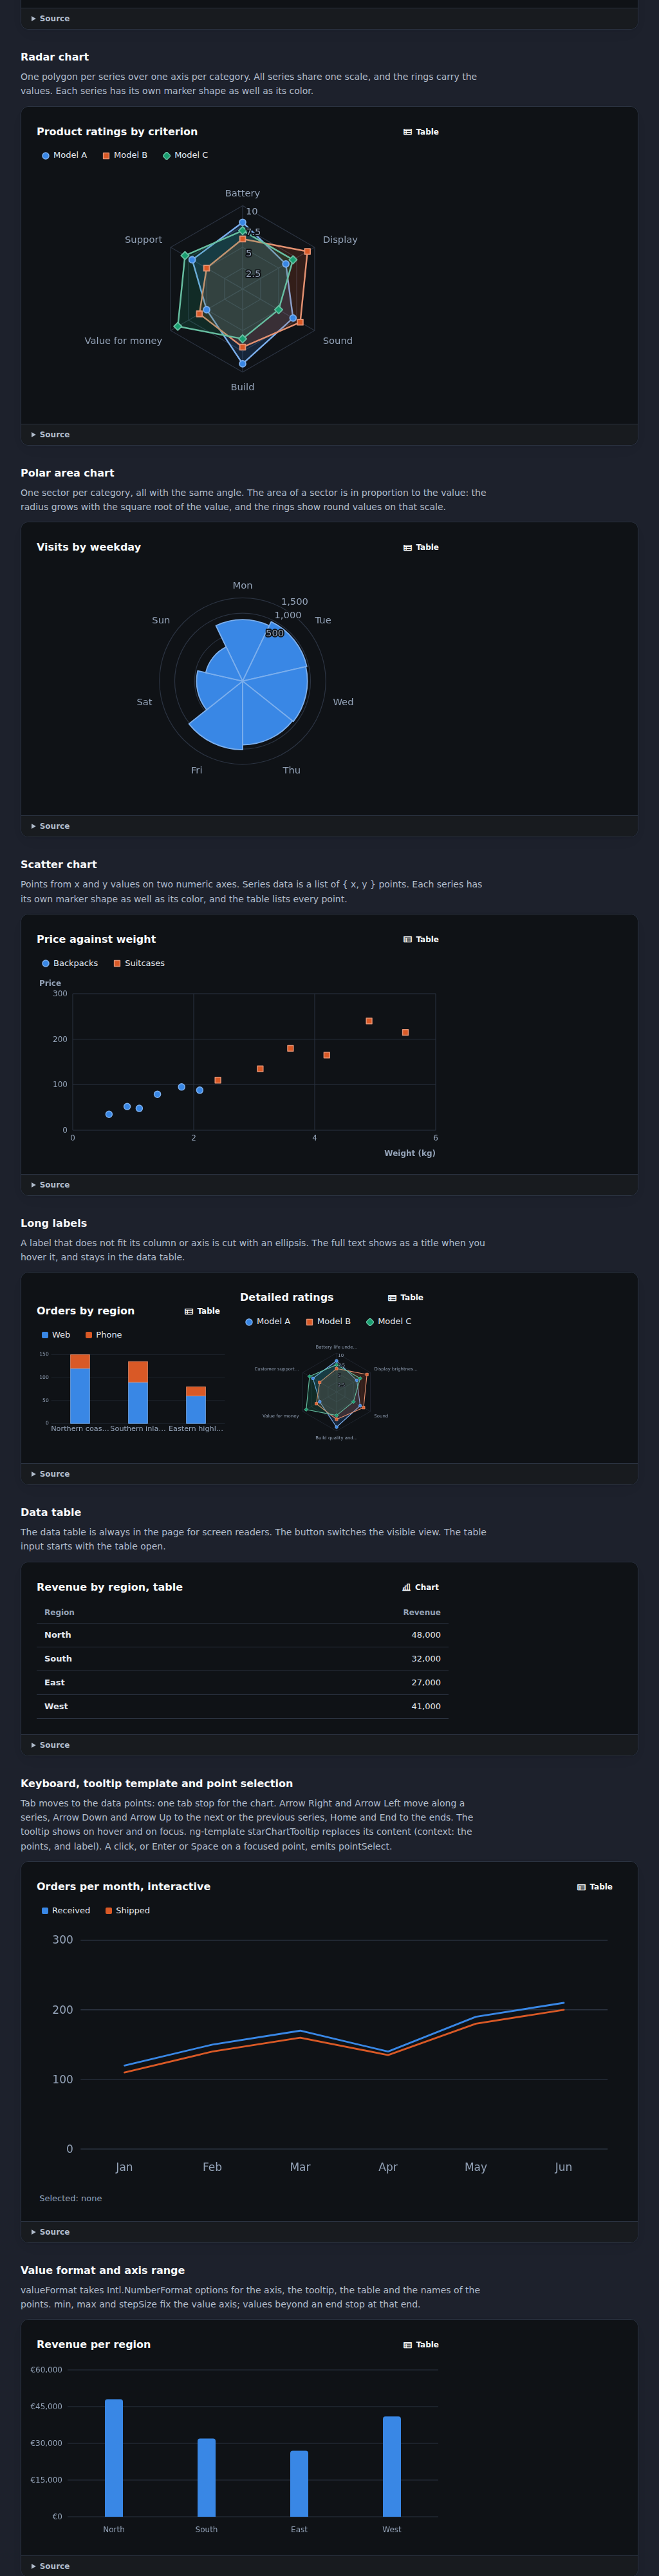 Source
Radar chart
One polygon per series over one axis per category. All series share one scale, and the rings carry the
values. Each series has its own marker shape as well as its color.
Product ratings by criterion
Table
Model A
Model B
Model C
Battery
10
7.5
5
2.5
Support
Display
Value for money
Sound
Build
Source
Polar area chart
One sector per category, all with the same angle. The area of a sector is in proportion to the value: the
radius grows with the square root of the value, and the rings show round values on that scale.
Visits by weekday
Table
Mon
1,500
1,000
500
Sun
Tue
Sat
Wed
Fri
Thu
Source
Scatter chart
Points from x and y values on two numeric axes. Series data is a list of { x, y } points. Each series has
its own marker shape as well as its color, and the table lists every point.
Price against weight
Table
Backpacks
Suitcases
Price
300
200
100
0
0
2
4
6
Weight (kg)
Source
Long labels
A label that does not fit its column or axis is cut with an ellipsis. The full text shows as a title when you
hover it, and stays in the data table.
Orders by region
Table
Web
Phone
150
100
50
0
Northern coas...
Southern inla...
Eastern highl...
Detailed ratings
Table
Model A
Model B
Model C
Battery life unde...
10
Customer support...
Display brightnes...
Value for money
Sound
Build quality and...
Source
Data table
The data table is always in the page for screen readers. The button switches the visible view. The table
input starts with the table open.
Revenue by region, table
Chart
Region Revenue
North 48,000
South 32,000
East 27,000
West 41,000
Source
Keyboard, tooltip template and point selection
Tab moves to the data points: one tab stop for the chart. Arrow Right and Arrow Left move along a
series, Arrow Down and Arrow Up to the next or the previous series, Home and End to the ends. The
tooltip shows on hover and on focus. ng-template starChartTooltip replaces its content (context: the
points, and label). A click, or Enter or Space on a focused point, emits pointSelect.
Orders per month, interactive
Table
Received
Shipped
300
200
100
0
Jan
Feb
Mar
Apr
May
Jun
Selected: none
Source
Value format and axis range
valueFormat takes Intl.NumberFormat options for the axis, the tooltip, the table and the names of the
points. min, max and stepSize fix the value axis; values beyond an end stop at that end.
Revenue per region
Table
€60,000
€45,000
€30,000
€15,000
€0
North
South
East
West
Source